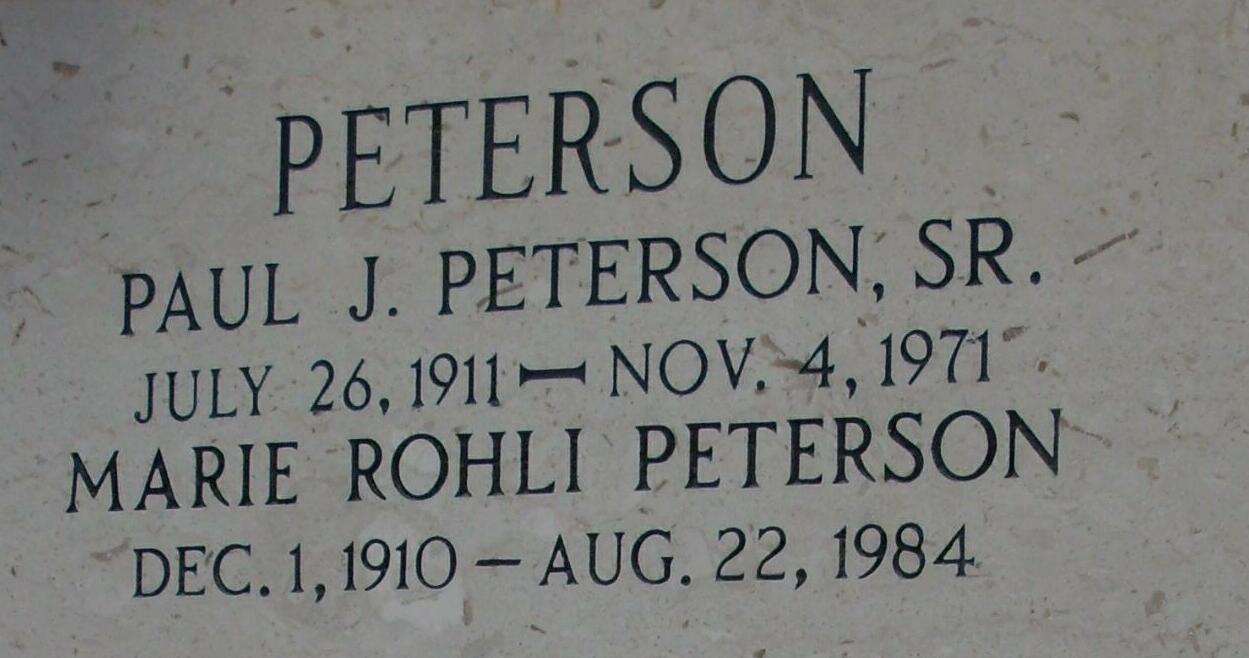 PETERSON
PAUL J. PETERSON, SR.
JULY 26, 1911 — NOV. 4, 1971
MARIE ROHLI PETERSON
DEC. 1, 1910 – AUG. 22, 1984